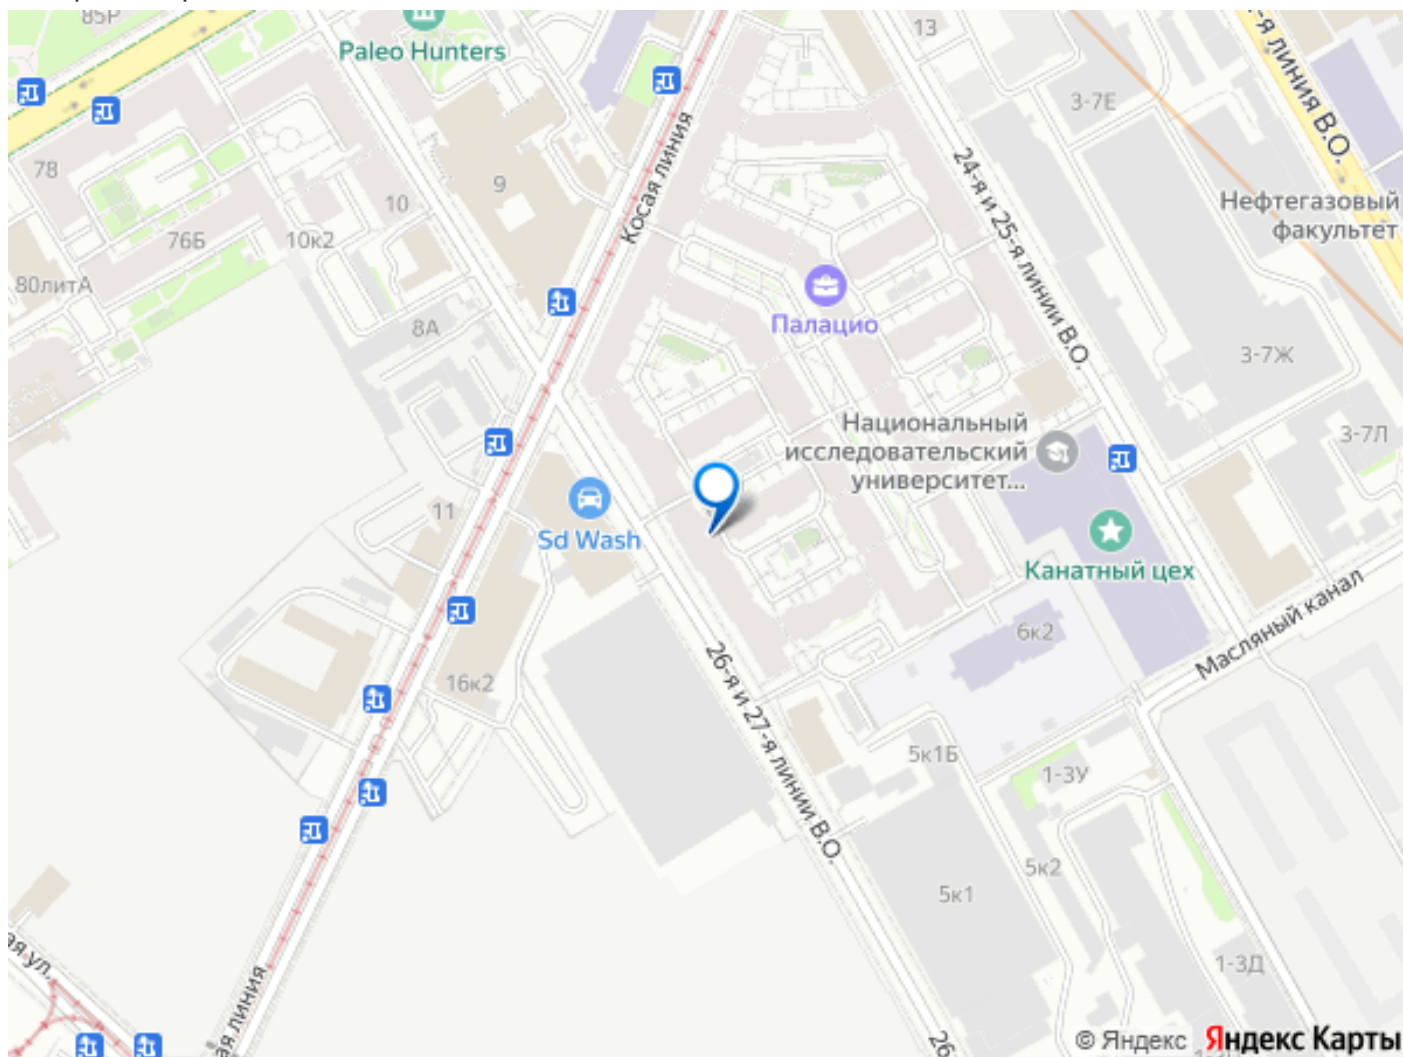 85Р
Paleo Hunters
13
-я линия В.О.
3-7Е
78
9
Косая линия
24-я и 25-я линии В.О.
Нефтегазовый
факультет
10
76Б
10к2
80литА
8А
Палацио
3-7Ж
Национальный
исследовательский
университет...
3-7Л
11
Sd Wash
Канатный цех
6к2
Масляный канал
16к2
26-я и 27-я линии В.О.
5к1Б
1-3У
5к2
5к1
ая ул.
ая линия
1-3Д
26-
© Яндекс Яндекс Карты